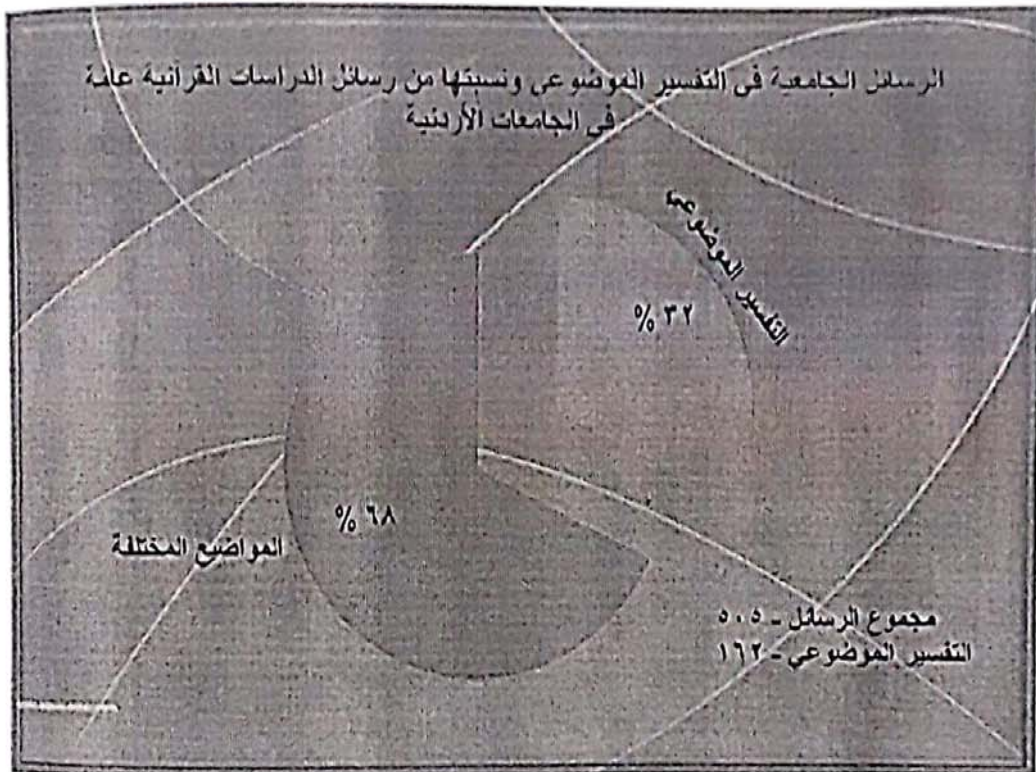 الرسائل الجامعية في التفسير الموضوعي ونسبتها من رسائل الدراسات القرآنية عامة
في الجامعات الأردنية
التفسير الموضوعي
% ٣٢
% ٦٨
المواضيع المختلفة
مجموع الرسائل - ٥٠٥
التفسير الموضوعي - ١٦٢